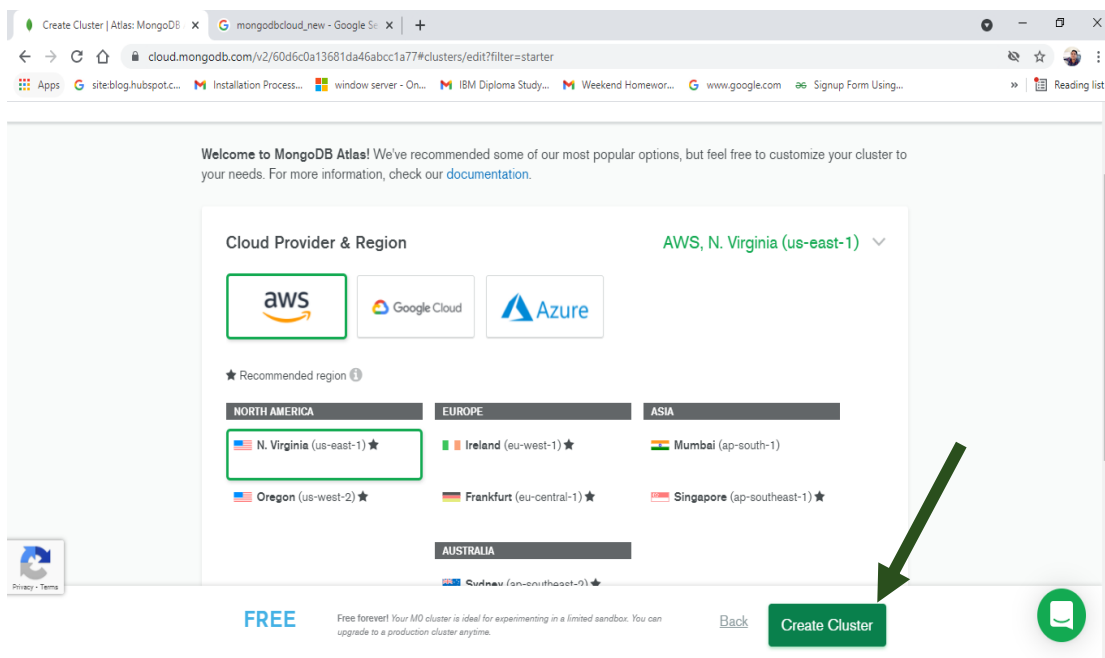 Create Cluster | Atlas: MongoDB
mongodbcloud_new - Google Se
cloud.mongodb.com/v2/60d6c0a13681da46abcc1a77#clusters/edit?filter=starter
Apps
site:blog.hubspot.c...
Installation Process...
window server - On...
IBM Diploma Study...
Weekend Homewor...
www.google.com
Signup Form Using...
»
Reading list
Welcome to MongoDB Atlas! We've recommended some of our most popular options, but feel free to customize your cluster to
your needs. For more information, check our documentation.
Cloud Provider & Region
AWS, N. Virginia (us-east-1)
aws
Google Cloud
Azure
★ Recommended region
NORTH AMERICA
N. Virginia (us-east-1) ★
Oregon (us-west-2) ★
EUROPE
Ireland (eu-west-1) ★
Frankfurt (eu-central-1) ★
ASIA
Mumbai (ap-south-1)
Singapore (ap-southeast-1) ★
AUSTRALIA
Sydney (ap-southeast-2) ★
Privacy - Terms
FREE
Free forever! Your M0 cluster is ideal for experimenting in a limited sandbox. You can
upgrade to a production cluster anytime.
Back
Create Cluster